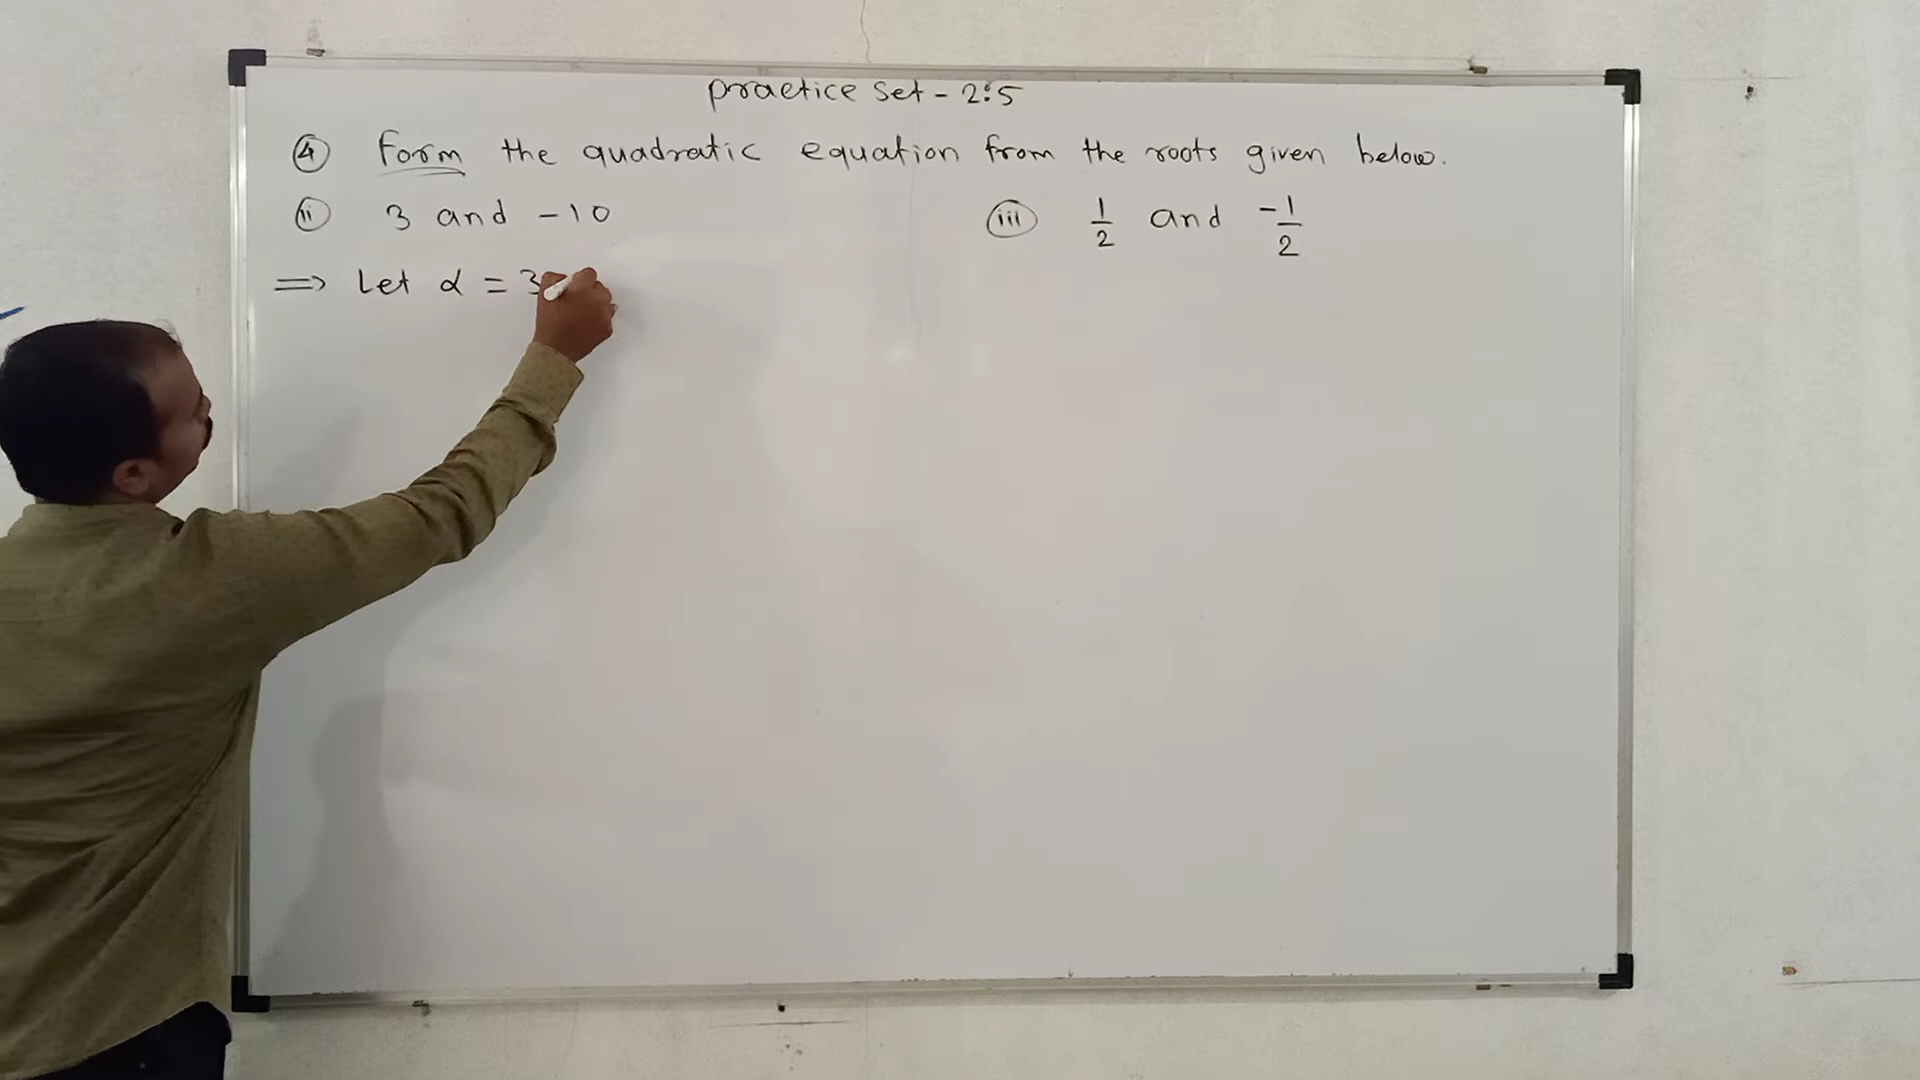 Practice Set - 2:5
④ Form the quadratic equation from the roots given below.
ⅱ 3 and -10
ⅲ 1/2 and -1/2
⇒ Let α = 3